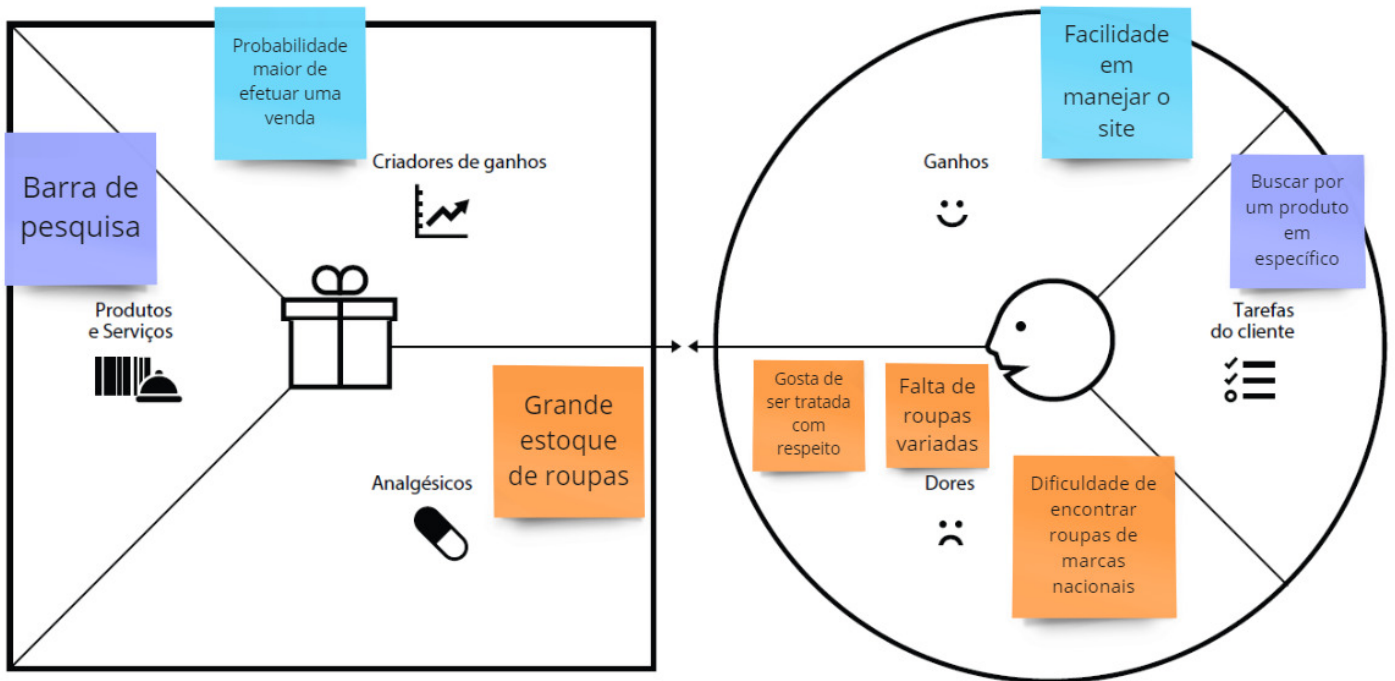 Probabilidade
maior de
efetuar uma
venda
Barra de
pesquisa
Criadores de ganhos
Produtos
e Serviços
Grande
estoque
de roupas
Analgésicos
Facilidade
em
manejar o
site
Ganhos
Buscar por
um produto
em
específico
Tarefas
do cliente
Gosta de
ser tratada
com
respeito
Falta de
roupas
variadas
Dores
Dificuldade de
encontrar
roupas de
marcas
nacionais